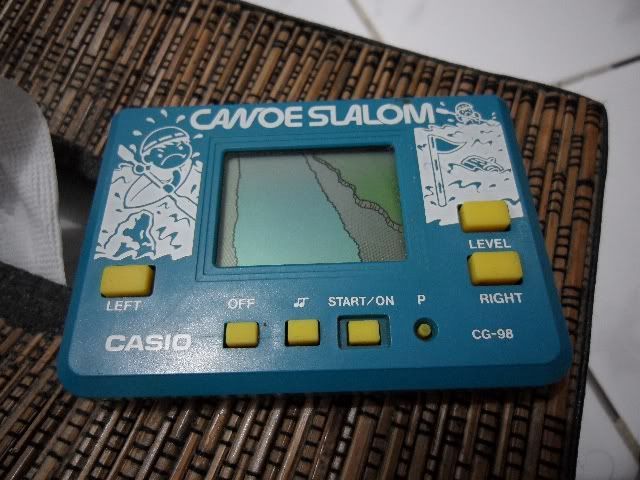 CANOE SLALOM
LEVEL
LEFT
RIGHT
OFF
START/ON
P
CASIO
CG-98